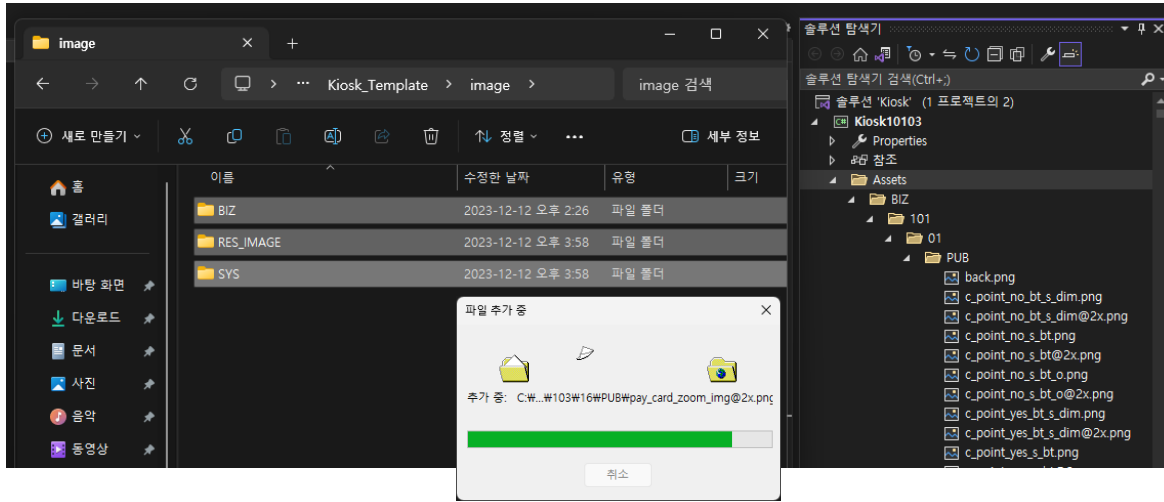 image
Kiosk_Template
image
image 검색
새로 만들기
정렬
세부 정보
이름
수정한 날짜
유형
크기
홈
갤러리
바탕 화면
다운로드
문서
사진
음악
동영상
BIZ 2023-12-12 오후 2:26 파일 폴더
RES_IMAGE 2023-12-12 오후 3:58 파일 폴더
SYS 2023-12-12 오후 3:58 파일 폴더
파일 추가 중
추가 중: C:₩...₩103₩16₩PUB₩pay_card_zoom_img@2x.png
취소
솔루션 탐색기
솔루션 탐색기 검색(Ctrl+;)
솔루션 'Kiosk' (1 프로젝트의 2)
C# Kiosk10103
Properties
참조
Assets
BIZ
101
01
PUB
back.png
c_point_no_bt_s_dim.png
c_point_no_bt_s_dim@2x.png
c_point_no_s_bt.png
c_point_no_s_bt@2x.png
c_point_no_s_bt_o.png
c_point_no_s_bt_o@2x.png
c_point_yes_bt_s_dim.png
c_point_yes_bt_s_dim@2x.png
c_point_yes_s_bt.png